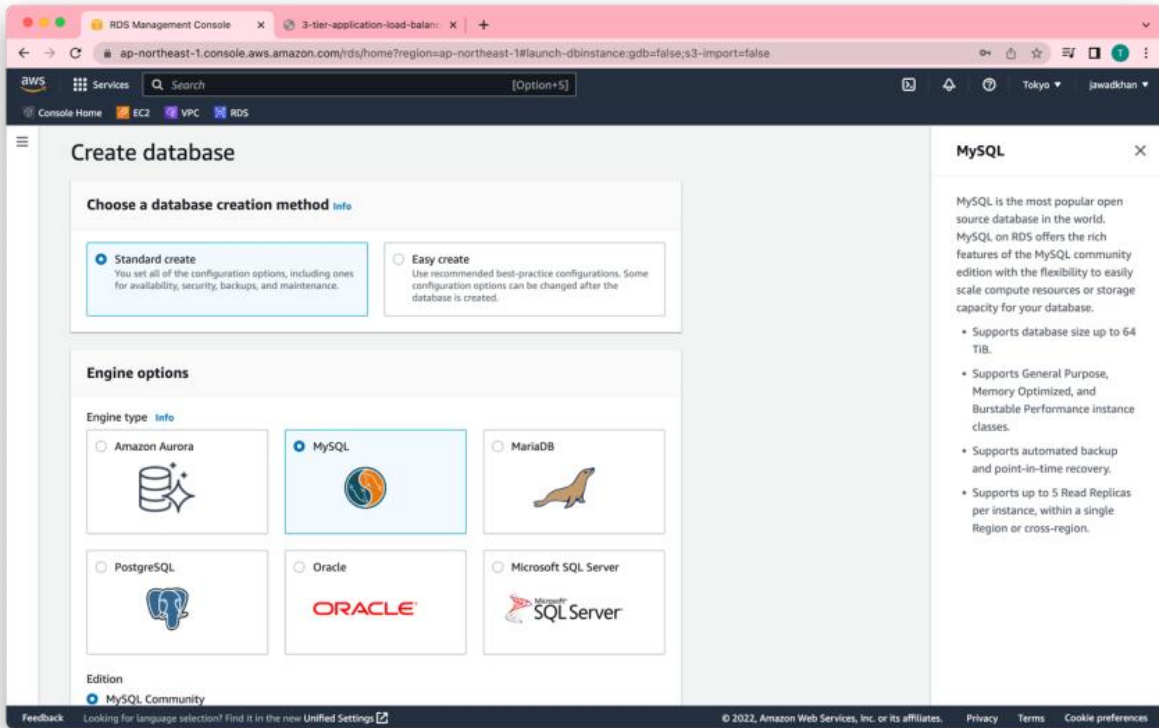 RDS Management Console
3-tier-application-load-balanc
ap-northeast-1.console.aws.amazon.com/rds/home?region=ap-northeast-1#launch-dbinstance:gdb=false;s3-import=false
T
aws
Services
Search
[Option+S]
Tokyo
jawadkhan
Console Home
EC2
VPC
RDS
Create database
Choose a database creation method Info
Standard create
You set all of the configuration options, including ones
for availability, security, backups, and maintenance.
Easy create
Use recommended best-practice configurations. Some
configuration options can be changed after the
database is created.
Engine options
Engine type Info
Amazon Aurora
MySQL
MariaDB
PostgreSQL
Oracle
ORACLE
Microsoft SQL Server
Microsoft
SQL Server
Edition
MySQL Community
MySQL
MySQL is the most popular open
source database in the world.
MySQL on RDS offers the rich
features of the MySQL community
edition with the flexibility to easily
scale compute resources or storage
capacity for your database.
• Supports database size up to 64
TiB.
• Supports General Purpose,
Memory Optimized, and
Burstable Performance instance
classes.
• Supports automated backup
and point-in-time recovery.
• Supports up to 5 Read Replicas
per instance, within a single
Region or cross-region.
Feedback
Looking for language selection? Find it in the new Unified Settings
© 2022, Amazon Web Services, Inc. or its affiliates.
Privacy
Terms
Cookie preferences